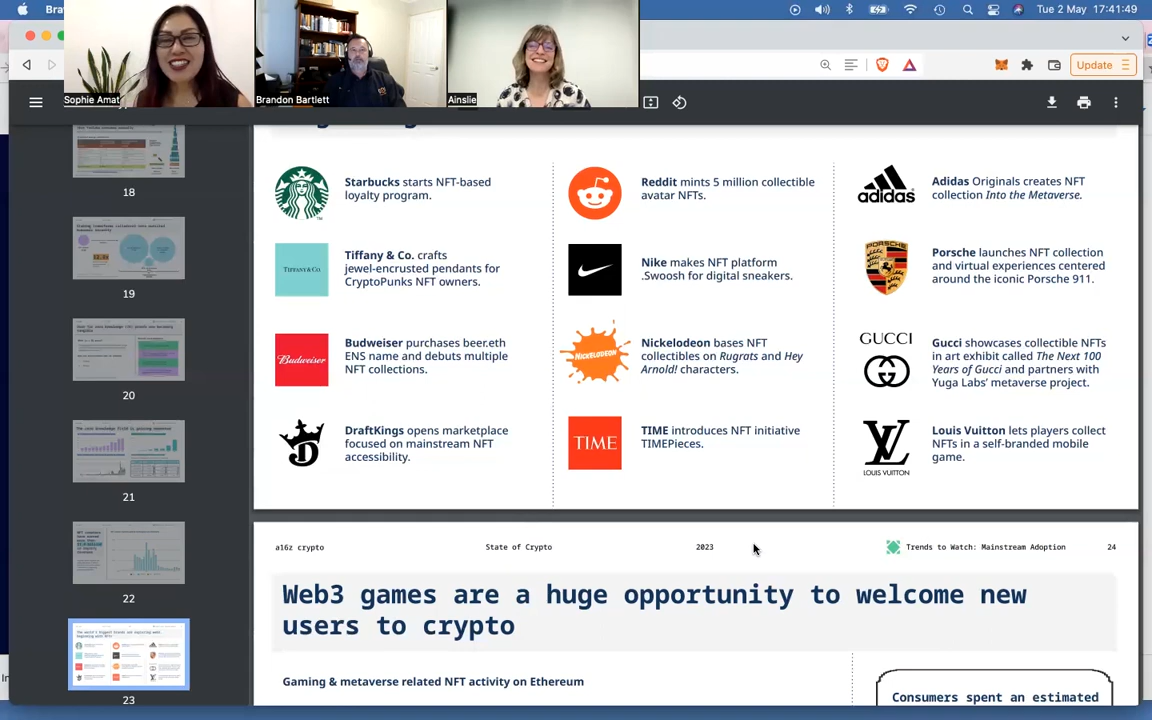 Brav
Tue 2 May 17:41:49
Update
Sophie Amat
Brandon Bartlett
Ainslie
18
19
20
21
22
23
Starbucks starts NFT-based
loyalty program.
TIFFANY & CO.
Tiffany & Co. crafts
jewel-encrusted pendants for
CryptoPunks NFT owners.
Budweiser
Budweiser purchases beer.eth
ENS name and debuts multiple
NFT collections.
DraftKings opens marketplace
focused on mainstream NFT
accessibility.
Reddit mints 5 million collectible
avatar NFTs.
Nike makes NFT platform
.Swoosh for digital sneakers.
NICKELODEON
Nickelodeon bases NFT
collectibles on Rugrats and Hey
Arnold! characters.
TIME
TIME introduces NFT initiative
TIMEPieces.
adidas
Adidas Originals creates NFT
collection Into the Metaverse.
PORSCHE
Porsche launches NFT collection
and virtual experiences centered
around the iconic Porsche 911.
GUCCI
Gucci showcases collectible NFTs
in art exhibit called The Next 100
Years of Gucci and partners with
Yuga Labs' metaverse project.
LV
LOUIS VUITTON
Louis Vuitton lets players collect
NFTs in a self-branded mobile
game.
a16z crypto
State of Crypto
2023
Trends to Watch: Mainstream Adoption
24
Web3 games are a huge opportunity to welcome new
users to crypto
Gaming & metaverse related NFT activity on Ethereum
Consumers spent an estimated